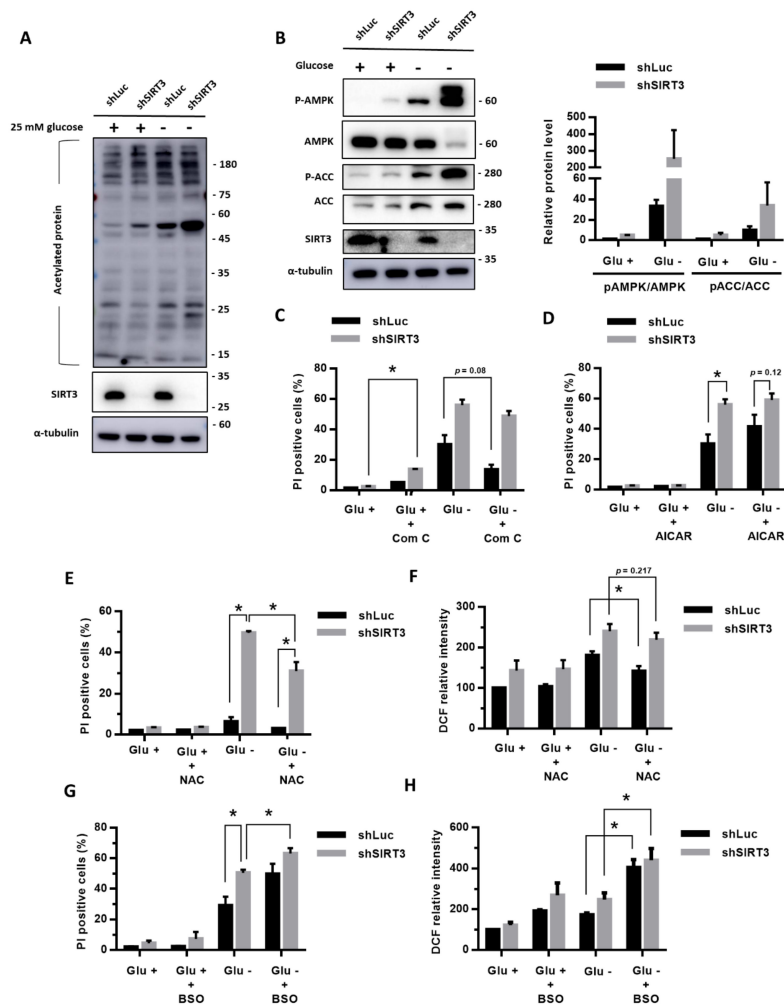 A
shLuc
shSIRT3
shLuc
shSIRT3
25 mM glucose + + - -
Acetylated protein
- 180
- 75
- 60
- 45
- 35
- 25
- 15
SIRT3
- 35
- 25
α-tubulin
- 60
B
shLuc
shSIRT3
shLuc
shSIRT3
Glucose + + - -
P-AMPK
- 60
AMPK
- 60
P-ACC
- 280
ACC
- 280
SIRT3
- 35
α-tubulin
- 35
shLuc
shSIRT3
Relative protein level
500
400
300
200
100
60
40
20
0
Glu + Glu - Glu + Glu -
pAMPK/AMPK pACC/ACC
C
shLuc
shSIRT3
PI positive cells (%)
80
60
40
20
0
*
p = 0.08
Glu + Glu + Glu - Glu -
+ +
Com C Com C
D
shLuc
shSIRT3
PI positive cells (%)
80
60
40
20
0
*
p = 0.12
Glu + Glu + Glu - Glu -
+ +
AICAR AICAR
E
PI positive cells (%)
60
40
20
0
* *
*
shLuc
shSIRT3
Glu + Glu + Glu - Glu -
+ +
NAC NAC
F
DCF relative intensity
300
200
150
100
0
p = 0.217
*
shLuc
shSIRT3
Glu + Glu + Glu - Glu -
+ +
NAC NAC
G
PI positive cells (%)
80
60
40
20
0
* *
shLuc
shSIRT3
Glu + Glu + Glu - Glu -
+ +
BSO BSO
H
DCF relative intensity
600
400
200
0
*
*
shLuc
shSIRT3
Glu + Glu + Glu - Glu -
+ +
BSO BSO